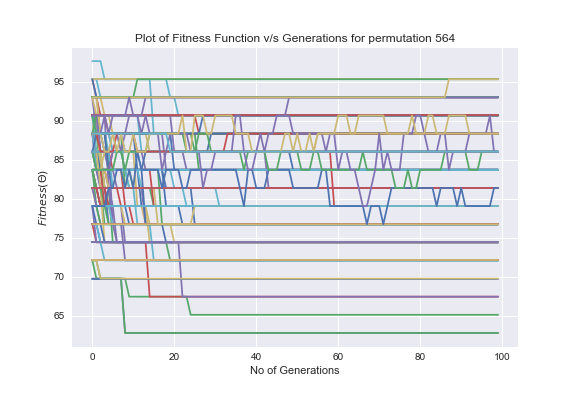 Plot of Fitness Function v/s Generations for permutation 564
95
90
85
80
75
70
65
Fitness(Θ)
0 20 40 60 80 100
No of Generations